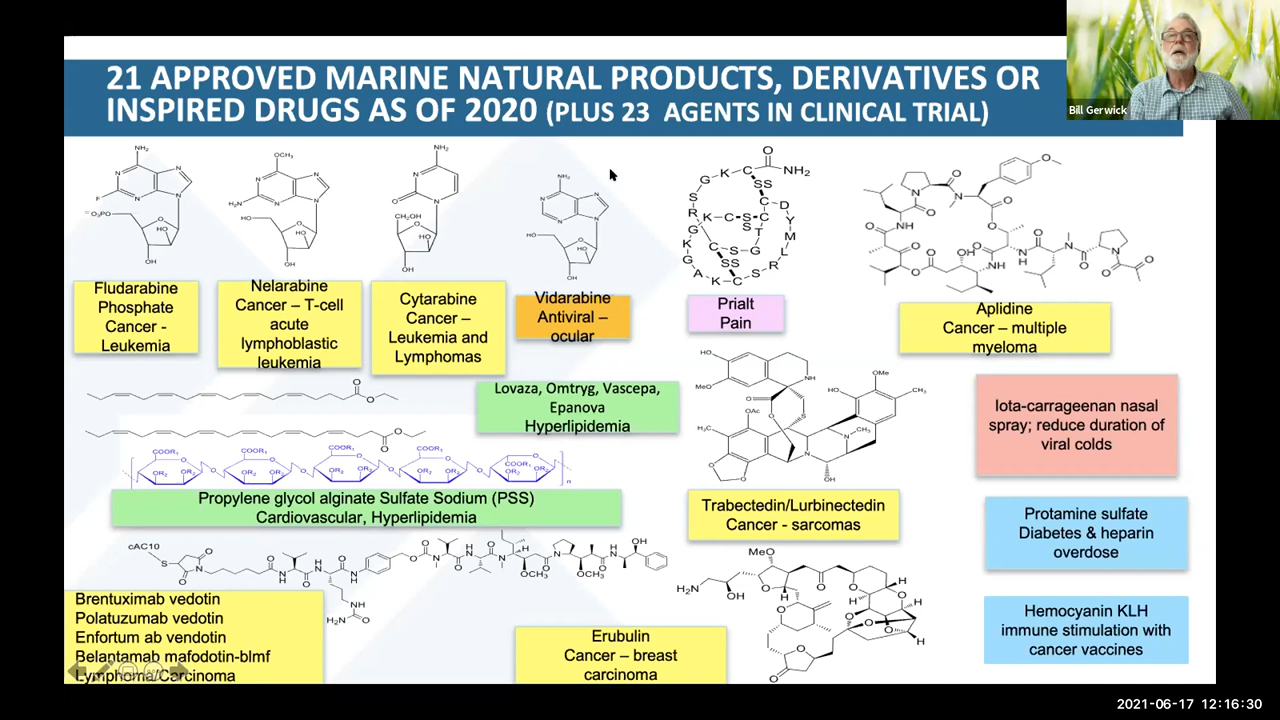 21 APPROVED MARINE NATURAL PRODUCTS, DERIVATIVES OR
INSPIRED DRUGS AS OF 2020 (PLUS 23 AGENTS IN CLINICAL TRIAL)
Bill Gerwick
Fludarabine
Phosphate
Cancer -
Leukemia
Nelarabine
Cancer – T-cell
acute
lymphoblastic
leukemia
Cytarabine
Cancer –
Leukemia and
Lymphomas
Vidarabine
Antiviral –
ocular
Prialt
Pain
Aplidine
Cancer – multiple
myeloma
Lovaza, Omtryg, Vascepa,
Epanova
Hyperlipidemia
Propylene glycol alginate Sulfate Sodium (PSS)
Cardiovascular, Hyperlipidemia
Trabectedin/Lurbinectedin
Cancer - sarcomas
Iota-carrageenan nasal
spray; reduce duration of
viral colds
Protamine sulfate
Diabetes & heparin
overdose
Hemocyanin KLH
immune stimulation with
cancer vaccines
cAC10
Brentuximab vedotin
Polatuzumab vedotin
Enfortum ab vendotin
Belantamab mafodotin-blmf
Lymphoma/Carcinoma
Erubulin
Cancer – breast
carcinoma
2021-06-17 12:16:30